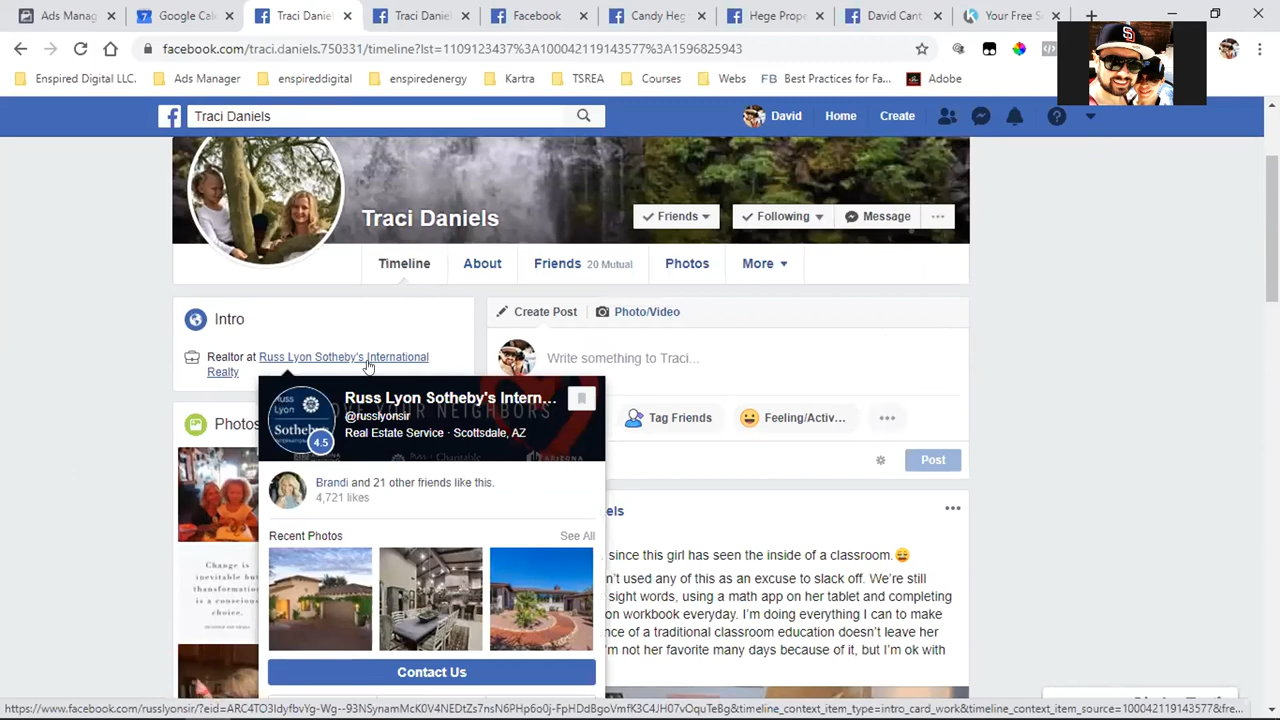 Ads Manag
Google Cal
Traci Daniel
Traci Daniel
Facebook
Candy Heg
Hege Prop
David Cant
Your Free S
facebook.com/traci.daniels.750331/timeline?lst=1109123437%3A100042119143577%3A1586293443
Enspired Digital LLC.
Ads Manager
enspireddigital
Kartra
TSREA
Cours
Webs
FB Best Practices for Fa...
Adobe
Traci Daniels
David
Home
Create
Traci Daniels
Friends
Following
Message
Timeline
About
Friends 20 Mutual
Photos
More
Intro
Realtor at Russ Lyon Sotheby's International
Realty
Create Post
Photo/Video
Write something to Traci...
Tag Friends
Feeling/Activ...
Post
Russ Lyon Sotheby's Intern...
@russlyonsir
Real Estate Service · Scottsdale, AZ
Russ
Lyon
Sotheby's
4.5
Brandi and 21 other friends like this.
4,721 likes
Recent Photos
See All
Contact Us
Photos
Change is
inevitable but
transformation
is a conscious
choice.
els
since this girl has seen the inside of a classroom.😅
n't used any of this as an excuse to slack off. We're still
sight words, using a math app on her tablet and completing
on w
everyday. I'm doing everything I can to make
nce of a traditional classroom education doesn't leave her
'm not her favorite many days because of it, but I'm ok with